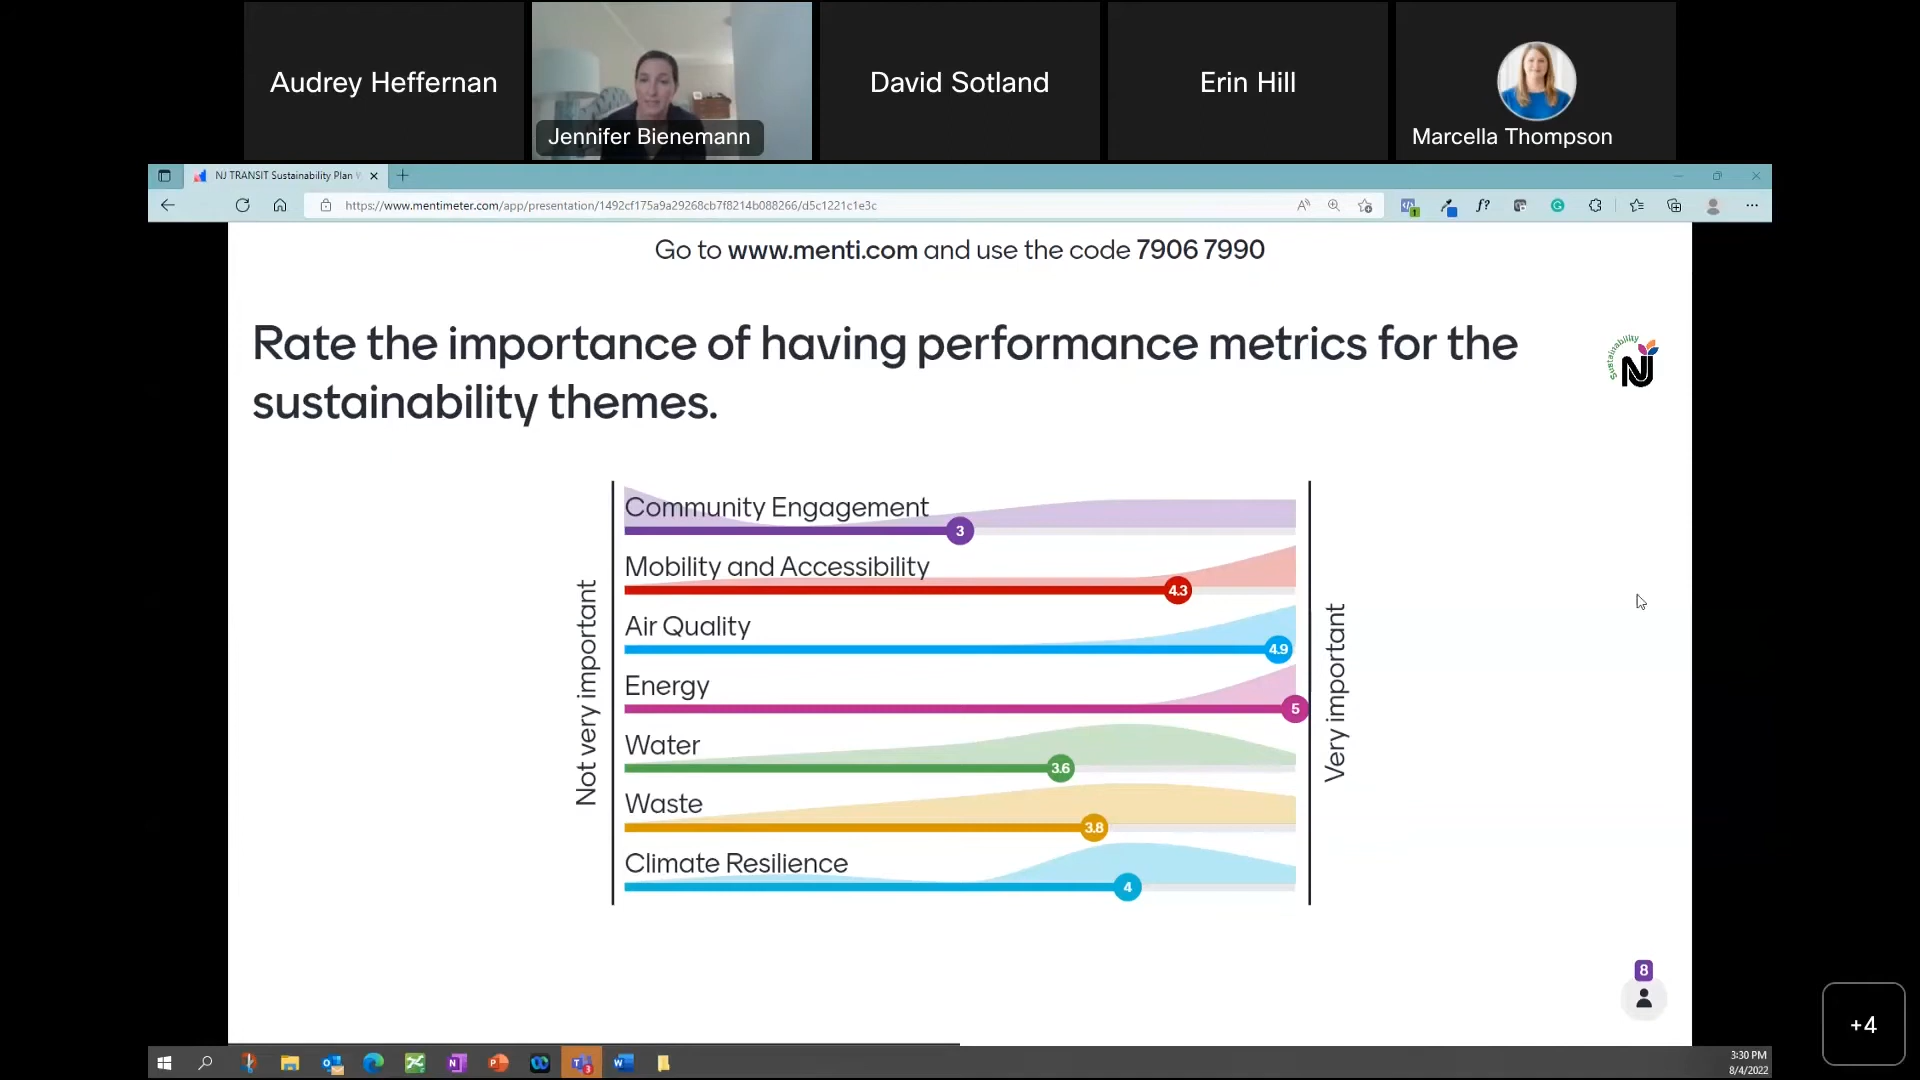 Audrey Heffernan
Jennifer Bienemann
David Sotland
Erin Hill
Marcella Thompson
NJ TRANSIT Sustainability Plan
https://www.mentimeter.com/app/presentation/1492cf175a9a29268cb7f8214b088266/d5c1221c1e3c
Go to www.menti.com and use the code 7906 7990
Rate the importance of having performance metrics for the
sustainability themes.
Sustainability
NJ
Not very important
Community Engagement
3
Mobility and Accessibility
4.3
Air Quality
4.9
Energy
5
Water
3.6
Waste
3.8
Climate Resilience
4
Very important
8
+4
3:30 PM
8/4/2022